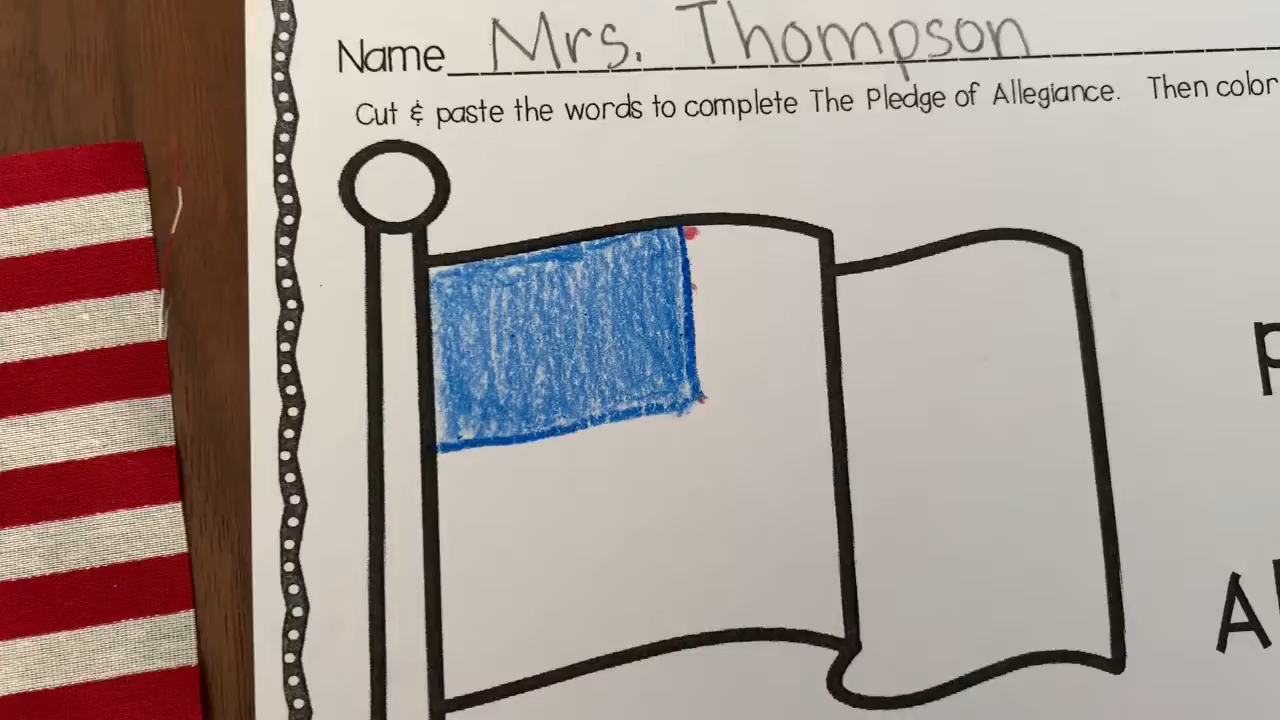 Name Mrs. Thompson
Cut & paste the words to complete The Pledge of Allegiance. Then color